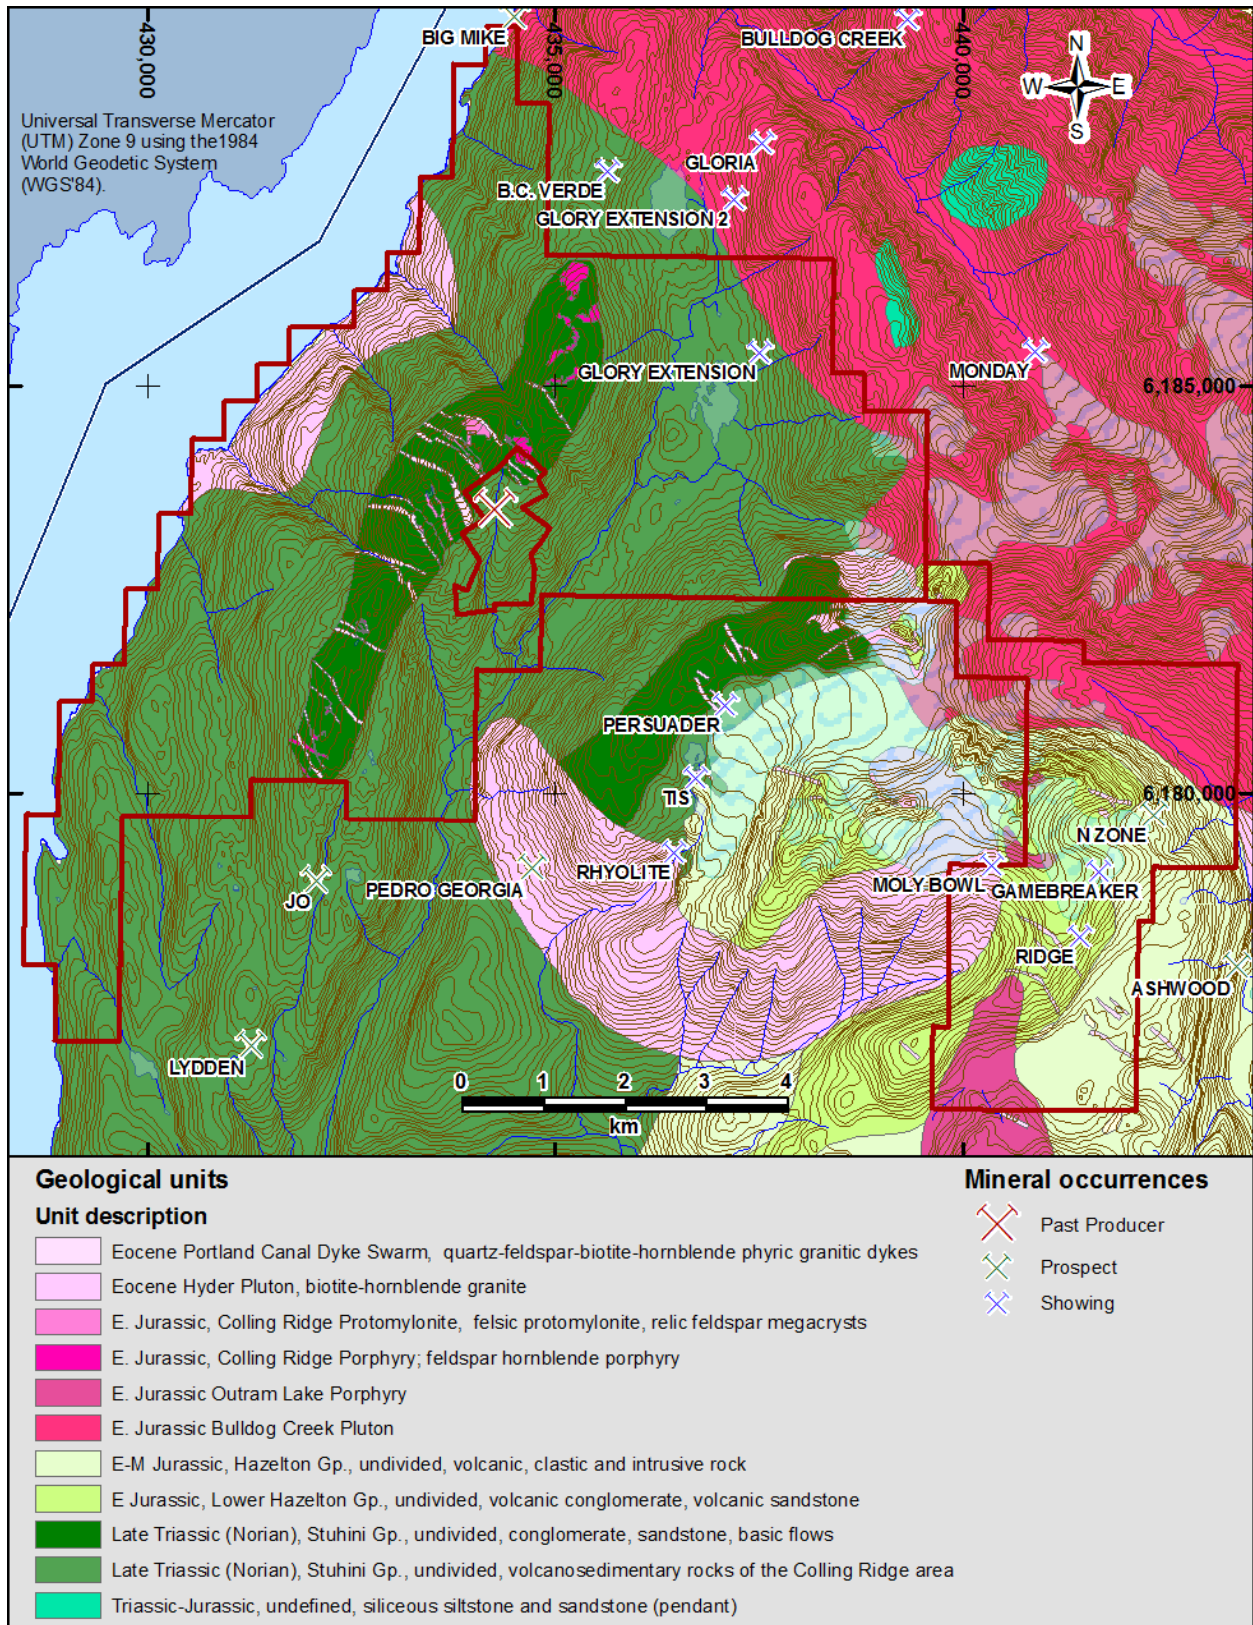 BIG MIKE
BULLDOG CREEK
430,000
435,000
440,000
N
W
E
S
Universal Transverse Mercator
(UTM) Zone 9 using the1984
World Geodetic System
(WGS'84).
GLORIA
B.C. VERDE
GLORY EXTENSION 2
GLORY EXTENSION
MONDAY
6,185,000
PERSUADER
TIS
6,180,000
N ZONE
RHYOLITE
MOLY BOWL
GAMEBREAKER
JO
PEDRO GEORGIA
RIDGE
ASHWOOD
LYDDEN
0 1 2 3 4
km
Geological units
Unit description
Eocene Portland Canal Dyke Swarm, quartz-feldspar-biotite-hornblende phyric granitic dykes
Eocene Hyder Pluton, biotite-hornblende granite
E. Jurassic, Colling Ridge Protomylonite, felsic protomylonite, relic feldspar megacrysts
E. Jurassic, Colling Ridge Porphyry; feldspar hornblende porphyry
E. Jurassic Outram Lake Porphyry
E. Jurassic Bulldog Creek Pluton
E-M Jurassic, Hazelton Gp., undivided, volcanic, clastic and intrusive rock
E Jurassic, Lower Hazelton Gp., undivided, volcanic conglomerate, volcanic sandstone
Late Triassic (Norian), Stuhini Gp., undivided, conglomerate, sandstone, basic flows
Late Triassic (Norian), Stuhini Gp., undivided, volcanosedimentary rocks of the Colling Ridge area
Triassic-Jurassic, undefined, siliceous siltstone and sandstone (pendant)
Mineral occurrences
Past Producer
Prospect
Showing